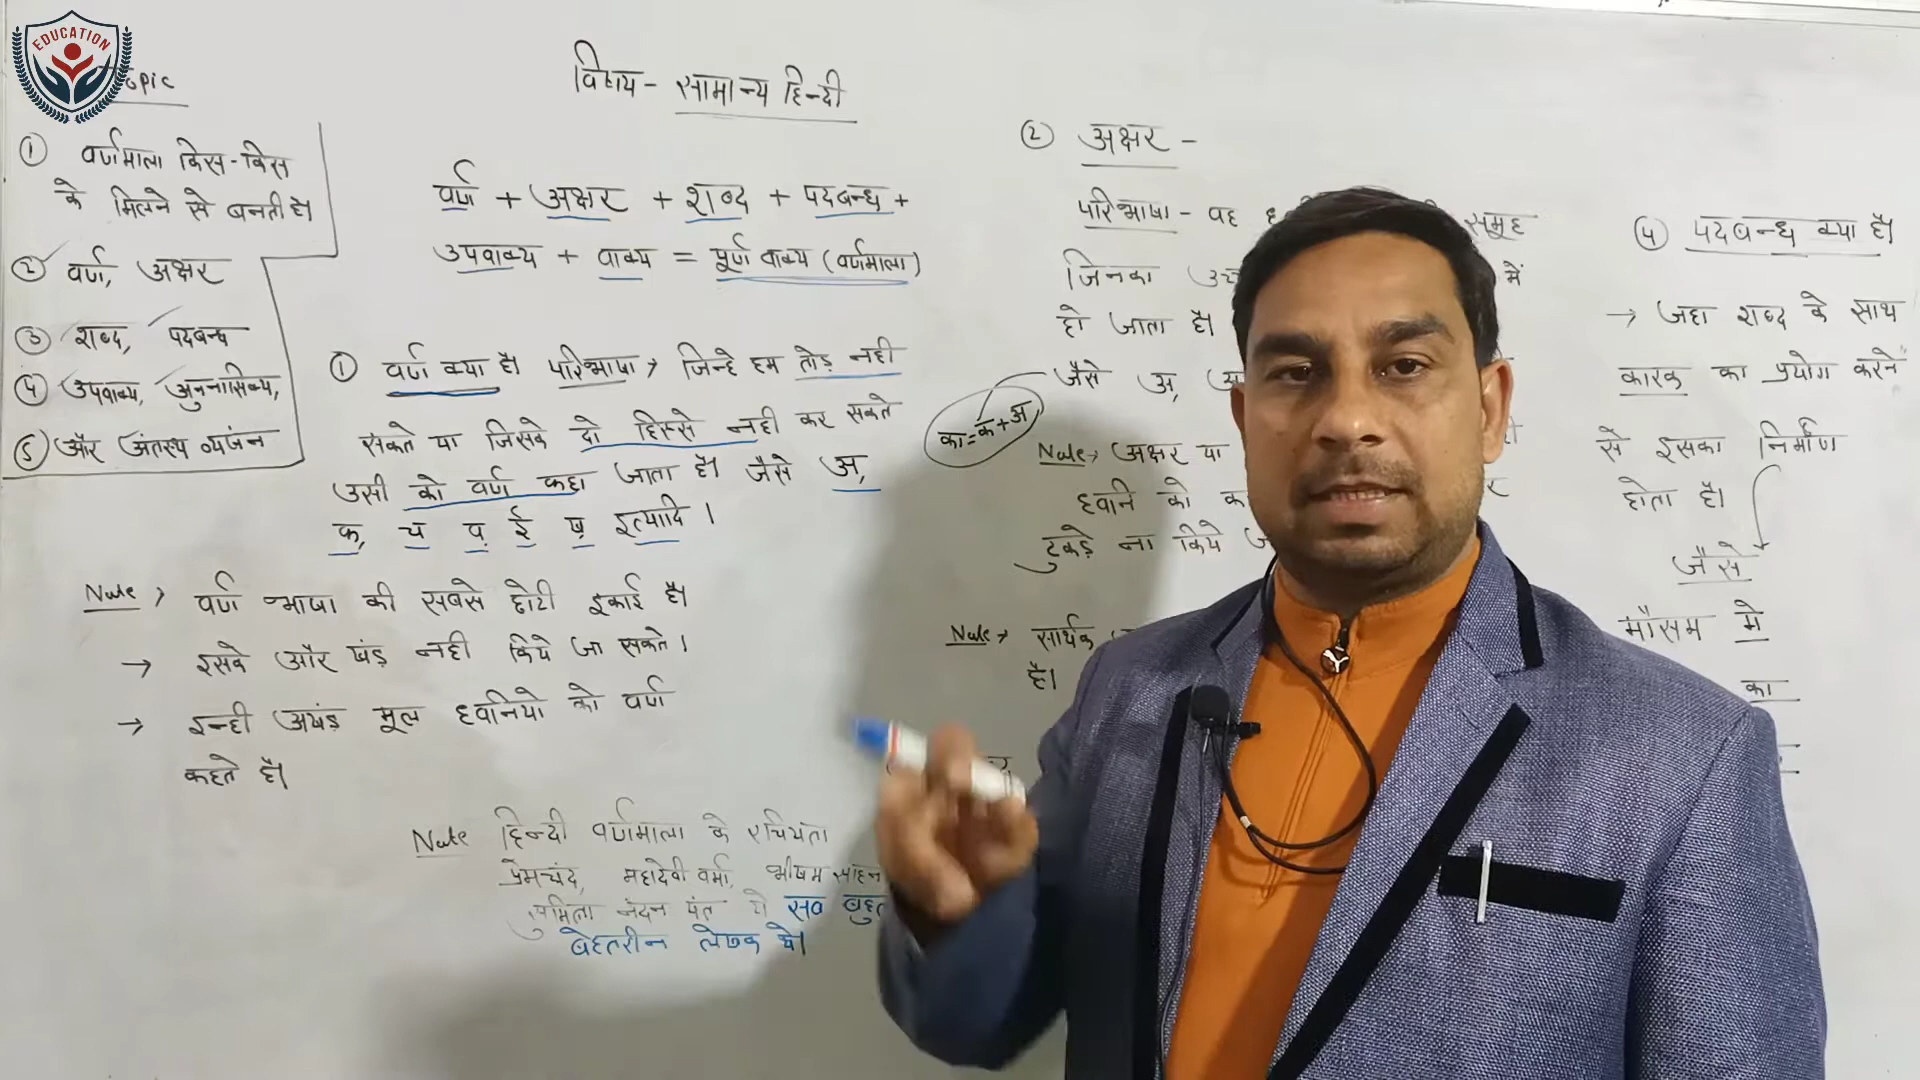 EDUCATION
विषय - सामान्य हिन्दी
① वर्णमाला किस-किस
के मिलने से बनती है।
② वर्ण, अक्षर
③ शब्द, पदबन्ध
④ उपवाक्य, अनुनासिक्य,
⑤ और अंतस्थ व्यजंन
वर्ण + अक्षर + शब्द + पदबन्ध +
उपवाक्य + वाक्य = पूर्ण वाक्य (वर्णमाला)
① वर्ण क्या है। परिभाषा → जिन्हे हम तोड़ नही
सकते या जिसके दो हिस्से नही कर सकते
उसी को वर्ण कहा जाता है। जैसे अ,
क, च प, ई ष इत्यादि ।
Note → वर्ण भाषा की सबसे छोटी इकाई है।
→ इसके और खंड़ नही किये जा सकते ।
→ इन्ही अखंड़ मूल ध्वनियो को वर्ण
कहते है।
Note हिन्दी वर्णमाला के रचियता
प्रेमचंद, महादेवी वर्मा, भीषम साहन
नंदन पंत ये सब बहुत
बेहतरीन लेखक थे।
② अक्षर -
परिभाषा - वह समूह
जिनका में
हो जाता है।
जैसे अ,
का = क + अ,
Note → अक्षर या
ध्वनि को
टुकड़े ना किये
Note → सार्थक
है।
④ पदबन्ध क्या है।
→ जहा शब्द के साथ
कारक का प्रयोग करने
से इसका निर्माण
होता है।
जैसे
मौसम मे
का